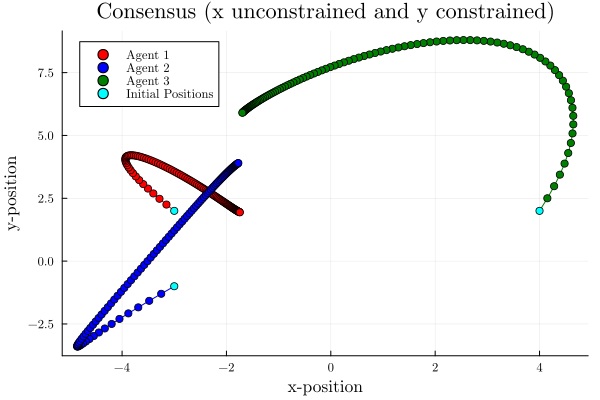 Consensus (x unconstrained and y constrained)
Agent 1
Agent 2
Agent 3
Initial Positions
7.5
5.0
2.5
0.0
−2.5
y-position
−4
−2
0
2
4
x-position